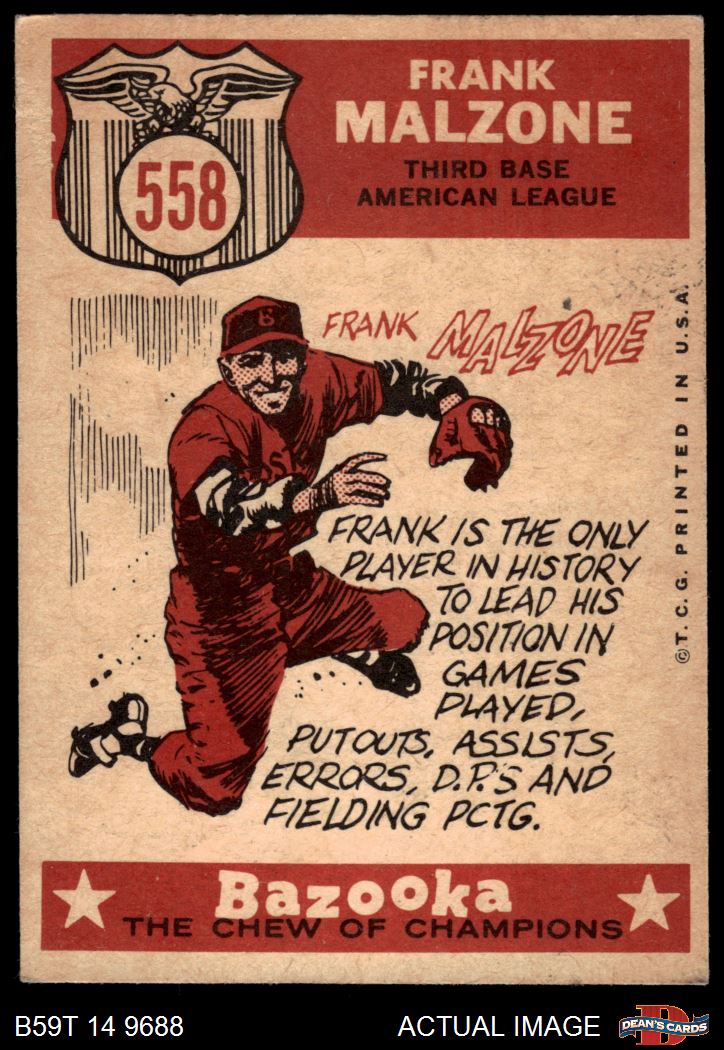 558
FRANK
MALZONE
THIRD BASE
AMERICAN LEAGUE
B
FRANK MALZONE
FRANK IS THE ONLY
PLAYER IN HISTORY
TO LEAD HIS
POSITION IN
GAMES
PLAYED,
PUTOUTS, ASSISTS,
ERRORS, D.P.'S AND
FIELDING PCTG.
© T.C.G. PRINTED IN U.S.A.
Bazooka
THE CHEW OF CHAMPIONS
B59T 14 9688
ACTUAL IMAGE
D
DEAN'S CARDS